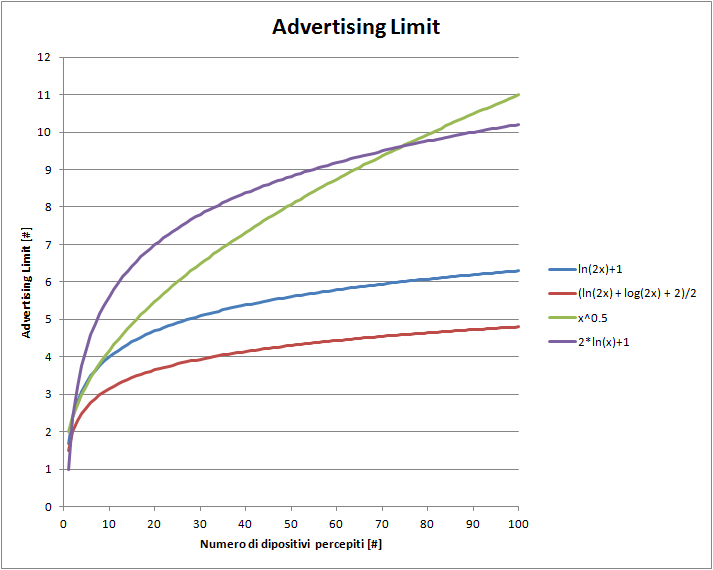 Advertising Limit
12
11
10
9
8
7
6
5
4
3
2
1
0
Advertising Limit [#]
0 10 20 30 40 50 60 70 80 90 100
Numero di dipositivi percepiti [#]
ln(2x)+1
(ln(2x) + log(2x) + 2)/2
x^0.5
2*ln(x)+1